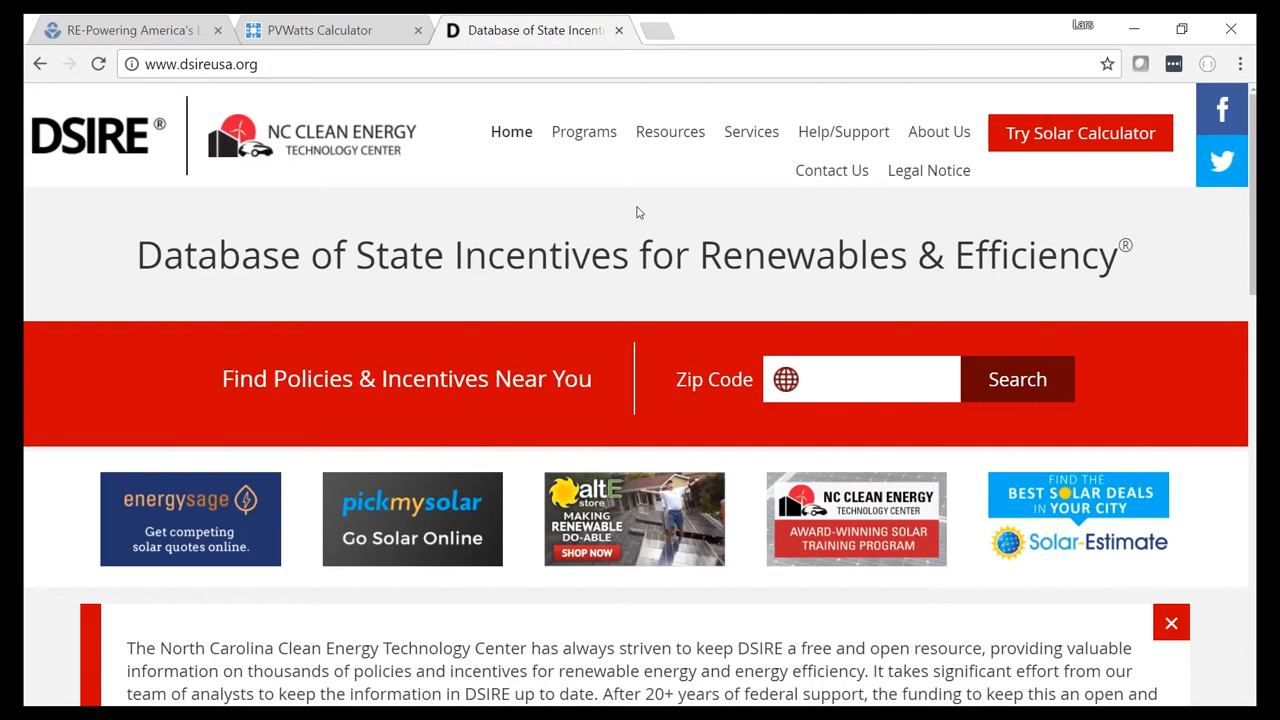 RE-Powering America's L
PVWatts Calculator
D Database of State Incent
Lars
www.dsireusa.org
DSIRE®
NC CLEAN ENERGY
TECHNOLOGY CENTER
Home Programs Resources Services Help/Support About Us
Contact Us Legal Notice
Try Solar Calculator
Database of State Incentives for Renewables & Efficiency®
Find Policies & Incentives Near You
Zip Code
Search
energysage
Get competing
solar quotes online.
pickmysolar
Go Solar Online
altE
store
MAKING
RENEWABLE
DO-ABLE
SHOP NOW
NC CLEAN ENERGY
TECHNOLOGY CENTER
AWARD-WINNING SOLAR
TRAINING PROGRAM
FIND THE
BEST SOLAR DEALS
IN YOUR CITY
Solar-Estimate
The North Carolina Clean Energy Technology Center has always striven to keep DSIRE a free and open resource, providing valuable
information on thousands of policies and incentives for renewable energy and energy efficiency. It takes significant effort from our
team of analysts to keep the information in DSIRE up to date. After 20+ years of federal support, the funding to keep this an open and